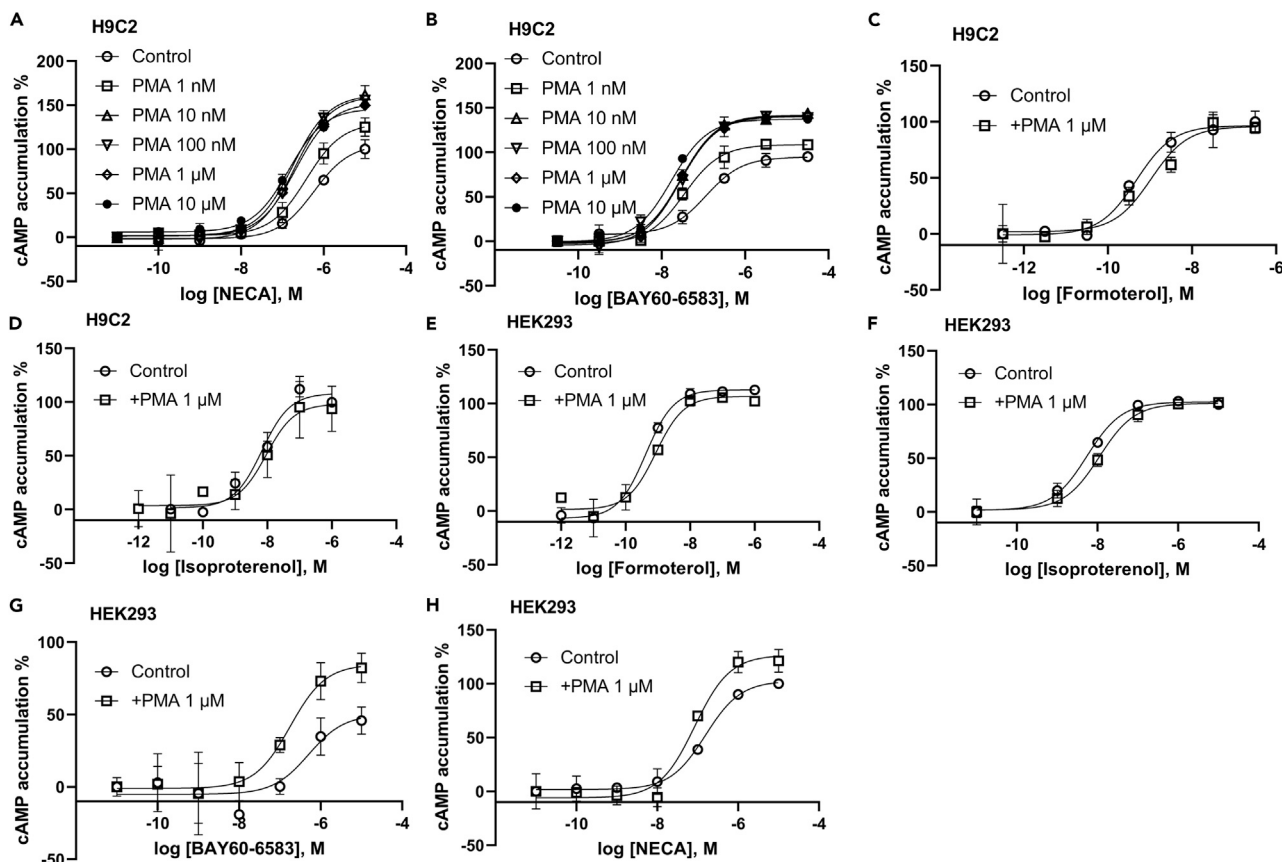 A
H9C2
Control
PMA 1 nM
PMA 10 nM
PMA 100 nM
PMA 1 µM
PMA 10 µM
cAMP accumulation %
200
150
100
50
0
-50
-10
-8
-6
-4
log [NECA], M
B
H9C2
Control
PMA 1 nM
PMA 10 nM
PMA 100 nM
PMA 1 µM
PMA 10 µM
cAMP accumulation %
200
150
100
50
0
-50
-10
-8
-6
-4
log [BAY60-6583], M
C
H9C2
Control
+PMA 1 µM
cAMP accumulation %
150
100
50
0
-50
-12
-10
-8
-6
log [Formoterol], M
D
H9C2
Control
+PMA 1 µM
cAMP accumulation %
150
100
50
0
-50
-12
-10
-8
-6
-4
log [Isoproterenol], M
E
HEK293
Control
+PMA 1 µM
cAMP accumulation %
150
100
50
0
-50
-12
-10
-8
-6
-4
log [Formoterol], M
F
HEK293
Control
+PMA 1 µM
cAMP accumulation %
150
100
50
0
-50
-10
-8
-6
-4
log [Isoproterenol], M
G
HEK293
Control
+PMA 1 µM
cAMP accumulation %
100
50
0
-50
-10
-8
-6
-4
log [BAY60-6583], M
H
HEK293
Control
+PMA 1 µM
cAMP accumulation %
150
100
50
0
-50
-10
-8
-6
-4
log [NECA], M